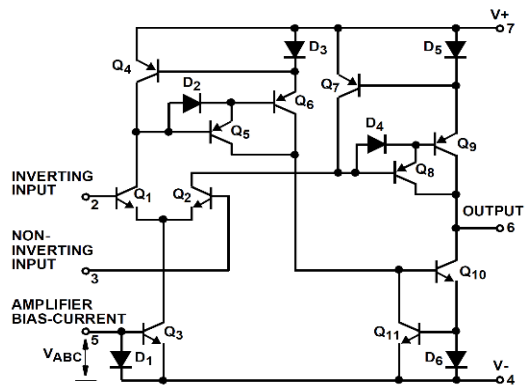 V+
7
D3
D5
Q4
Q7
D2
Q6
D4
Q5
Q9
Q8
INVERTING
INPUT
2
Q1
Q2
OUTPUT
6
NON-
INVERTING
INPUT
3
Q10
AMPLIFIER
BIAS-CURRENT
5
Q3
Q11
VABC
D1
D6
V-
4